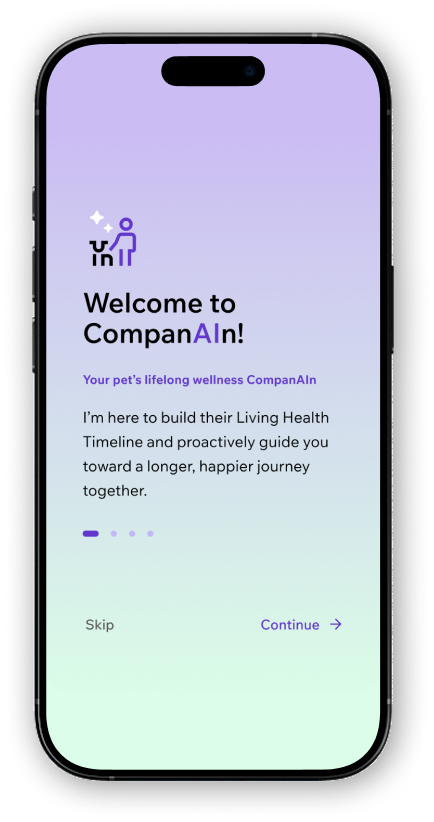 Welcome to
CompanAIn!
Your pet's lifelong wellness CompanAIn
I'm here to build their Living Health
Timeline and proactively guide you
toward a longer, happier journey
together.
Skip
Continue →